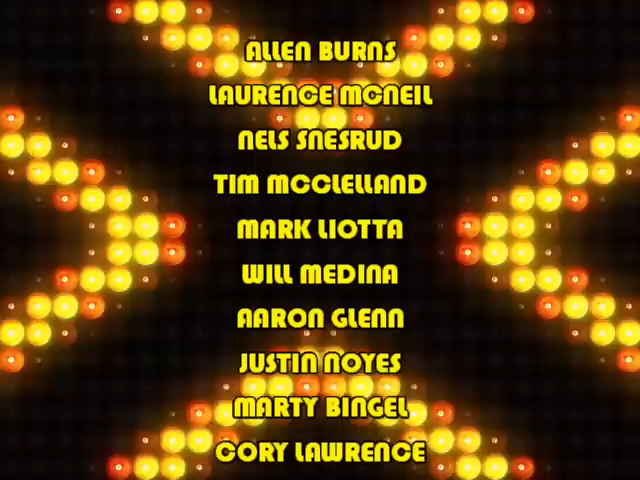 ALLEN BURNS
LAURENCE MCNEIL
NELS SNESRUD
TIM MCCLELLAND
MARK LIOTTA
WILL MEDINA
AARON GLENN
JUSTIN NOYES
MARTY BINGEL
CORY LAWRENCE